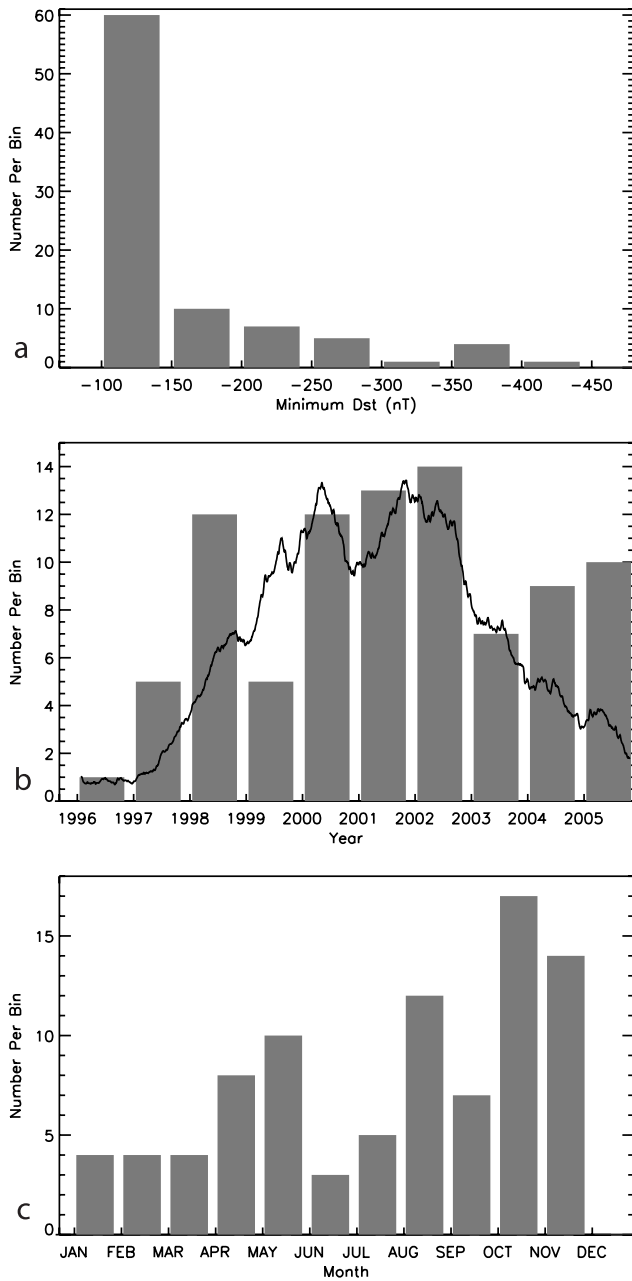 60
50
40
30
20
10
0
Number Per Bin
a
−100 −150 −200 −250 −300 −350 −400 −450
Minimum Dst (nT)
14
12
10
8
6
4
2
0
Number Per Bin
b
1996 1997 1998 1999 2000 2001 2002 2003 2004 2005
Year
15
10
5
0
Number Per Bin
c
JAN FEB MAR APR MAY JUN JUL AUG SEP OCT NOV DEC
Month